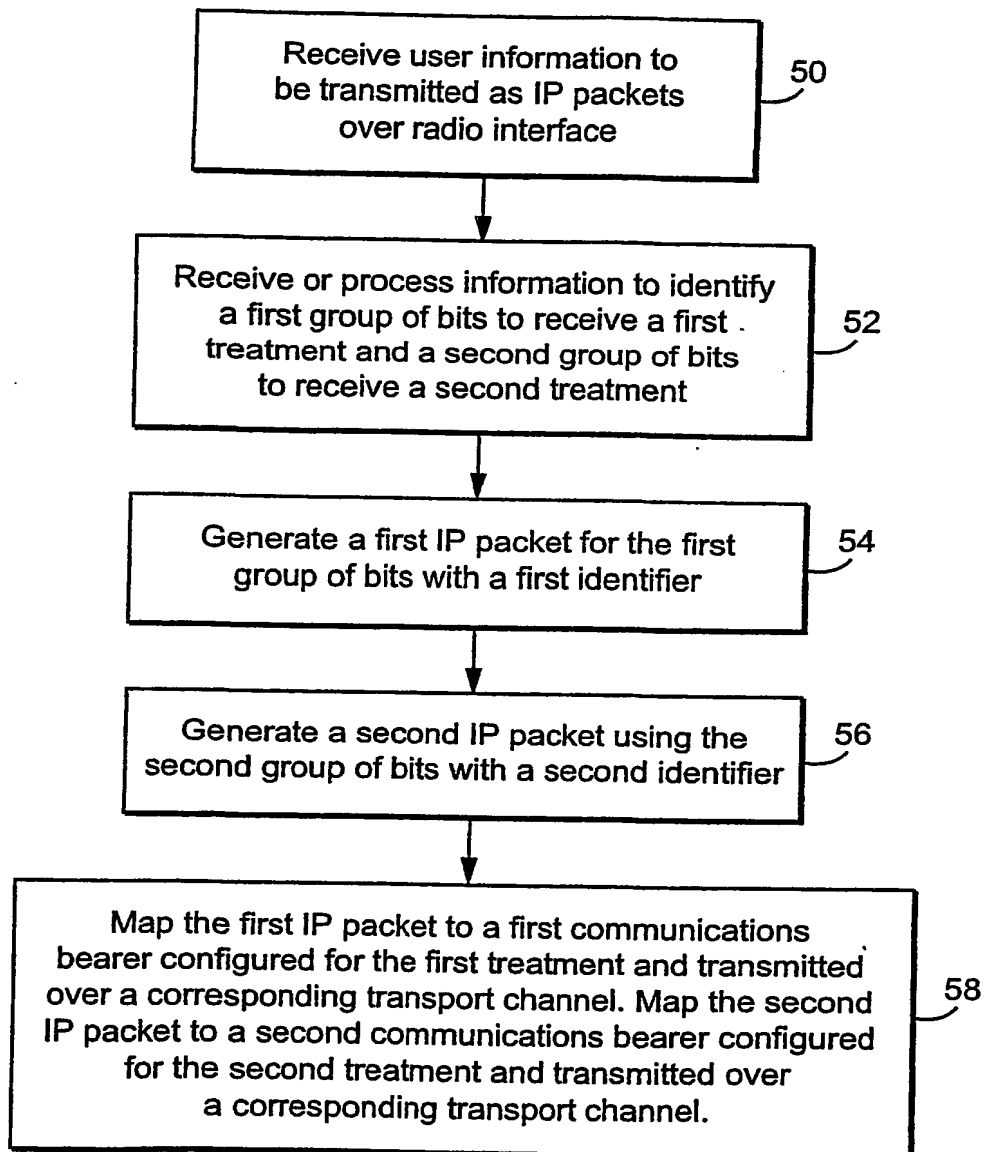 Receive user information to
be transmitted as IP packets
over radio interface
50
Receive or process information to identify
a first group of bits to receive a first
treatment and a second group of bits
to receive a second treatment
52
Generate a first IP packet for the first
group of bits with a first identifier
54
Generate a second IP packet using the
second group of bits with a second identifier
56
Map the first IP packet to a first communications
bearer configured for the first treatment and transmitted
over a corresponding transport channel. Map the second
IP packet to a second communications bearer configured
for the second treatment and transmitted over
a corresponding transport channel.
58